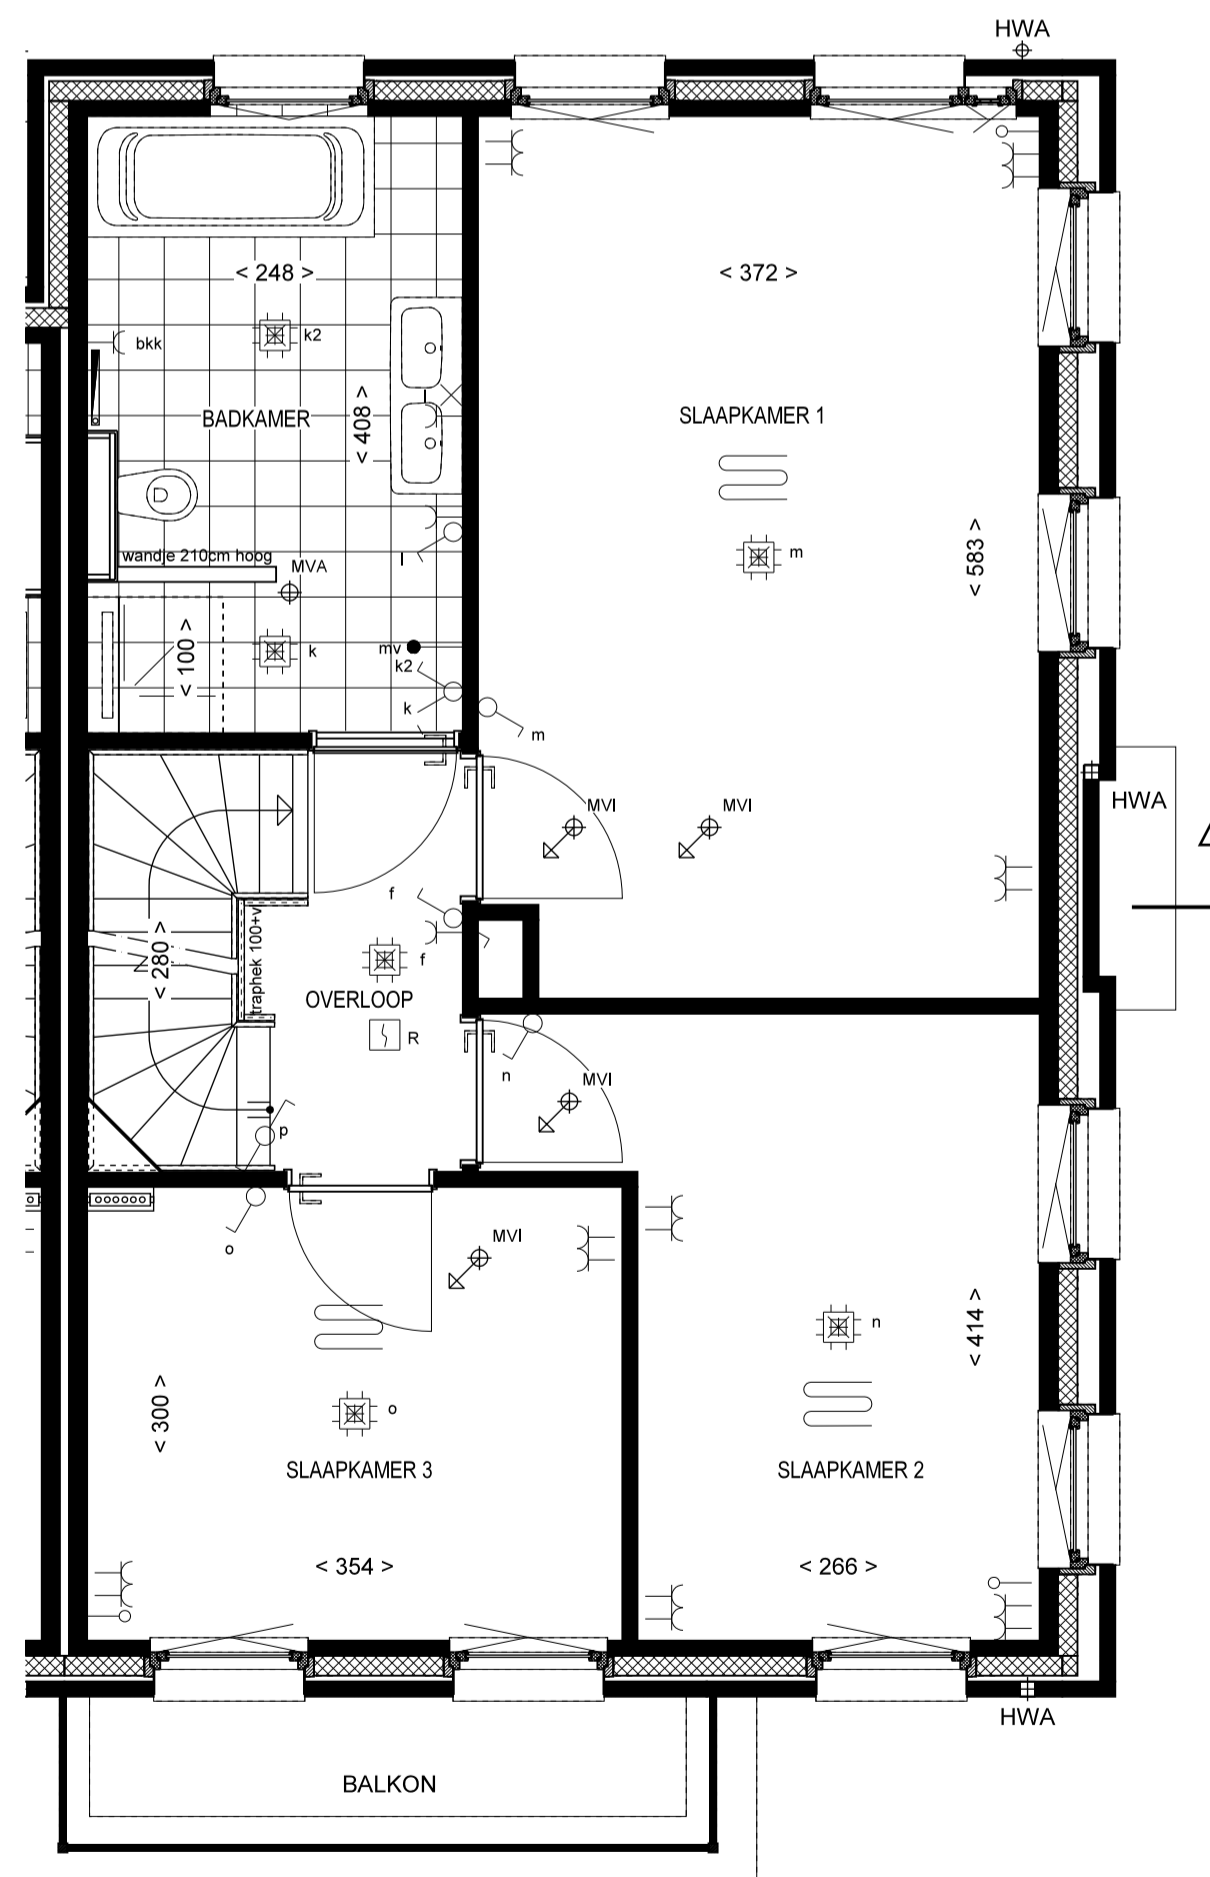 HWA
< 248 >
< 372 >
bkk
k2
BADKAMER
< 408 >
SLAAPKAMER 1
m
< 583 >
wandje 210cm hoog
MVA
l
< 100 >
k
mv
k2
k
m
MVI
MVI
HWA
f
< 280 >
traphek 100+vl
f
OVERLOOP
R
n
MVI
p
o
MVI
n
< 414 >
< 300 >
o
SLAAPKAMER 3
SLAAPKAMER 2
< 354 >
< 266 >
HWA
BALKON